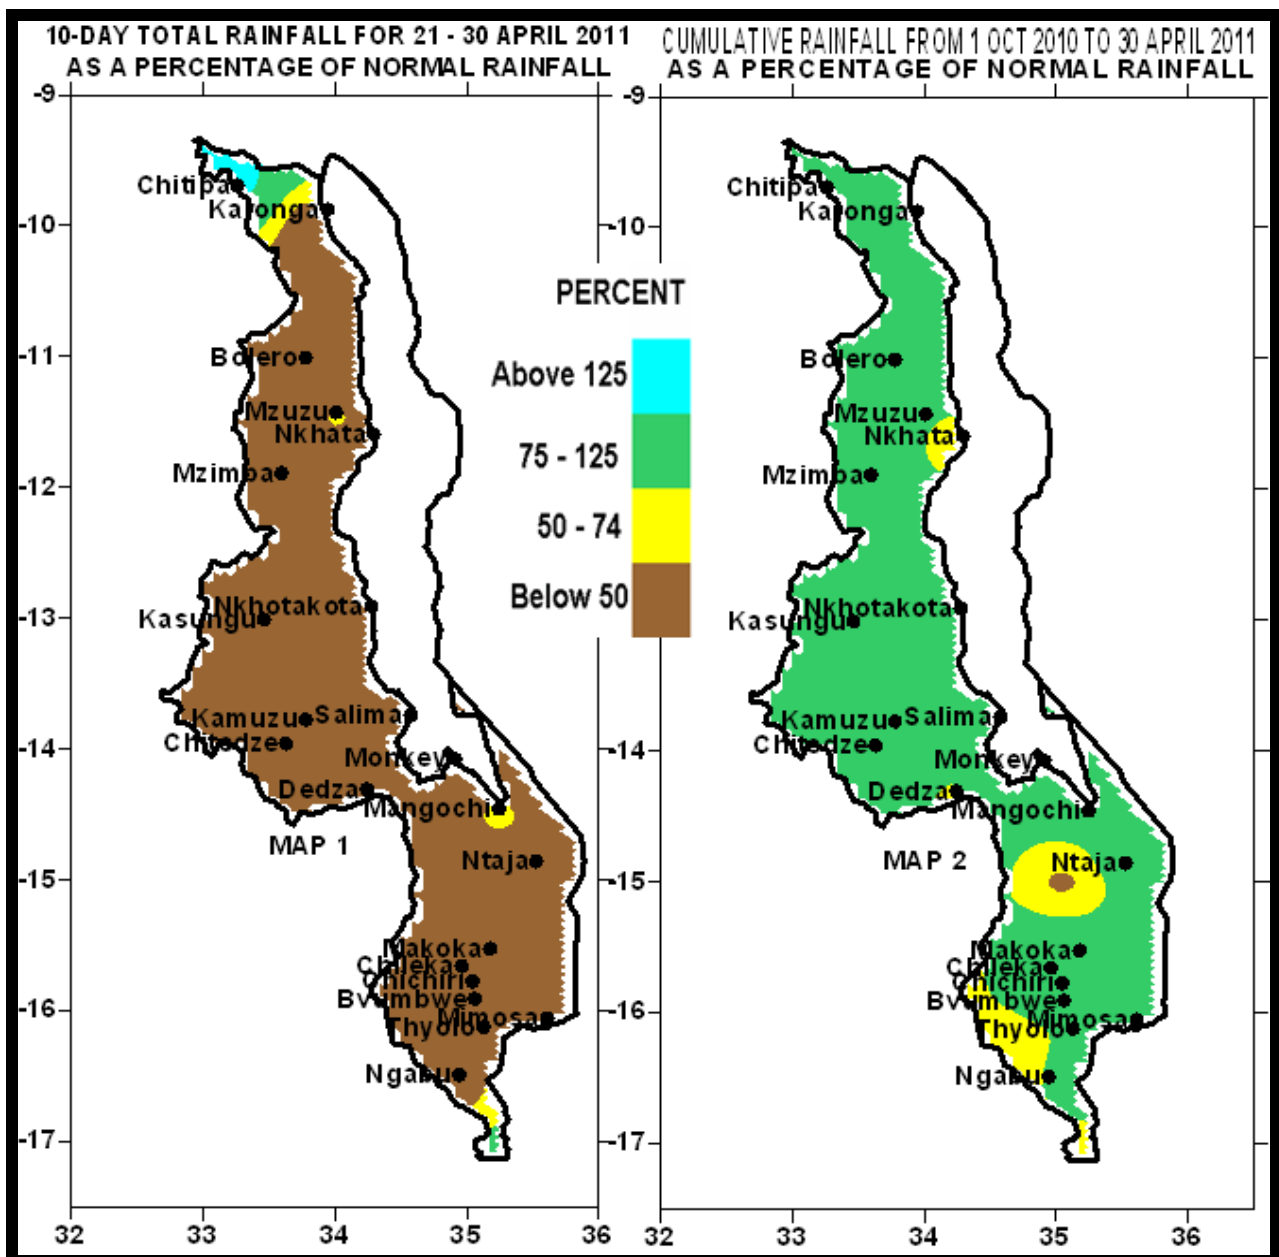 10-DAY TOTAL RAINFALL FOR 21 - 30 APRIL 2011
AS A PERCENTAGE OF NORMAL RAINFALL
CUMULATIVE RAINFALL FROM 1 OCT 2010 TO 30 APRIL 2011
AS A PERCENTAGE OF NORMAL RAINFALL
-9
-10
-11
-12
-13
-14
-15
-16
-17
32
33
34
35
36
Chitipa
Karonga
Bolero
Mzuzu
Nkhata
Mzimba
Nkhotakota
Kasungu
Kamuzu
Salima
Chitedze
Monkey
Dedza
Mangochi
MAP 1
Ntaja
Makoka
Chileka
Chichiri
Bvumbwe
Mimosa
Thyolo
Ngabu
PERCENT
Above 125
75 - 125
50 - 74
Below 50
-9
-10
-11
-12
-13
-14
-15
-16
-17
32
33
34
35
36
Chitipa
Karonga
Bolero
Mzuzu
Nkhata
Mzimba
Nkhotakota
Kasungu
Kamuzu
Salima
Chitedze
Monkey
Dedza
Mangochi
MAP 2
Ntaja
Makoka
Chileka
Chichiri
Bvumbwe
Mimosa
Thyolo
Ngabu